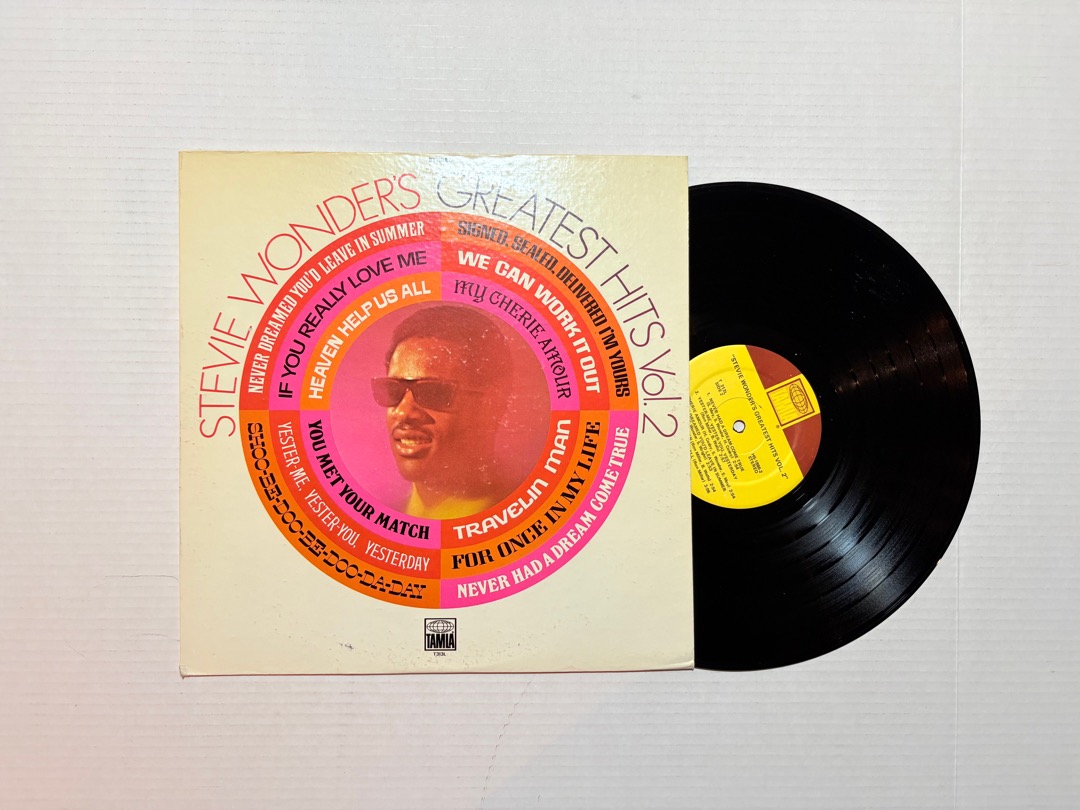 STEVIE WONDER'S GREATEST HITS Vol. 2
NEVER DREAMED YOU'D LEAVE IN SUMMER
SIGNED, SEALED, DELIVERED I'M YOURS
IF YOU REALLY LOVE ME
WE CAN WORK IT OUT
HEAVEN HELP US ALL
MY CHERIE AMOUR
YOU MET YOUR MATCH
TRAVELIN MAN
YESTER-ME, YESTER-YOU, YESTERDAY
FOR ONCE IN MY LIFE
SHOO-BE-DOO-BE-DOO-DA-DAY
NEVER HAD A DREAM COME TRUE
TAMLA
T313L
"STEVIE WONDER'S GREATEST HITS VOL. 2"